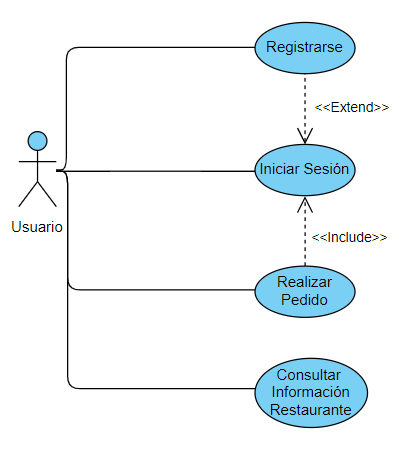 Registrarse
<<Extend>>
Iniciar Sesión
Usuario
<<Include>>
Realizar
Pedido
Consultar
Información
Restaurante